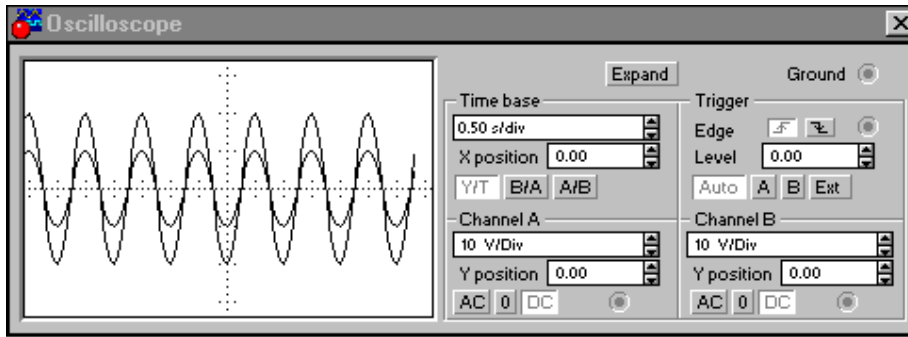 Oscilloscope
Expand Ground
Time base
0.50 s/div
X position 0.00
Y/T B/A A/B
Trigger
Edge
Level 0.00
Auto A B Ext
Channel A
10 V/Div
Y position 0.00
AC 0 DC
Channel B
10 V/Div
Y position 0.00
AC 0 DC